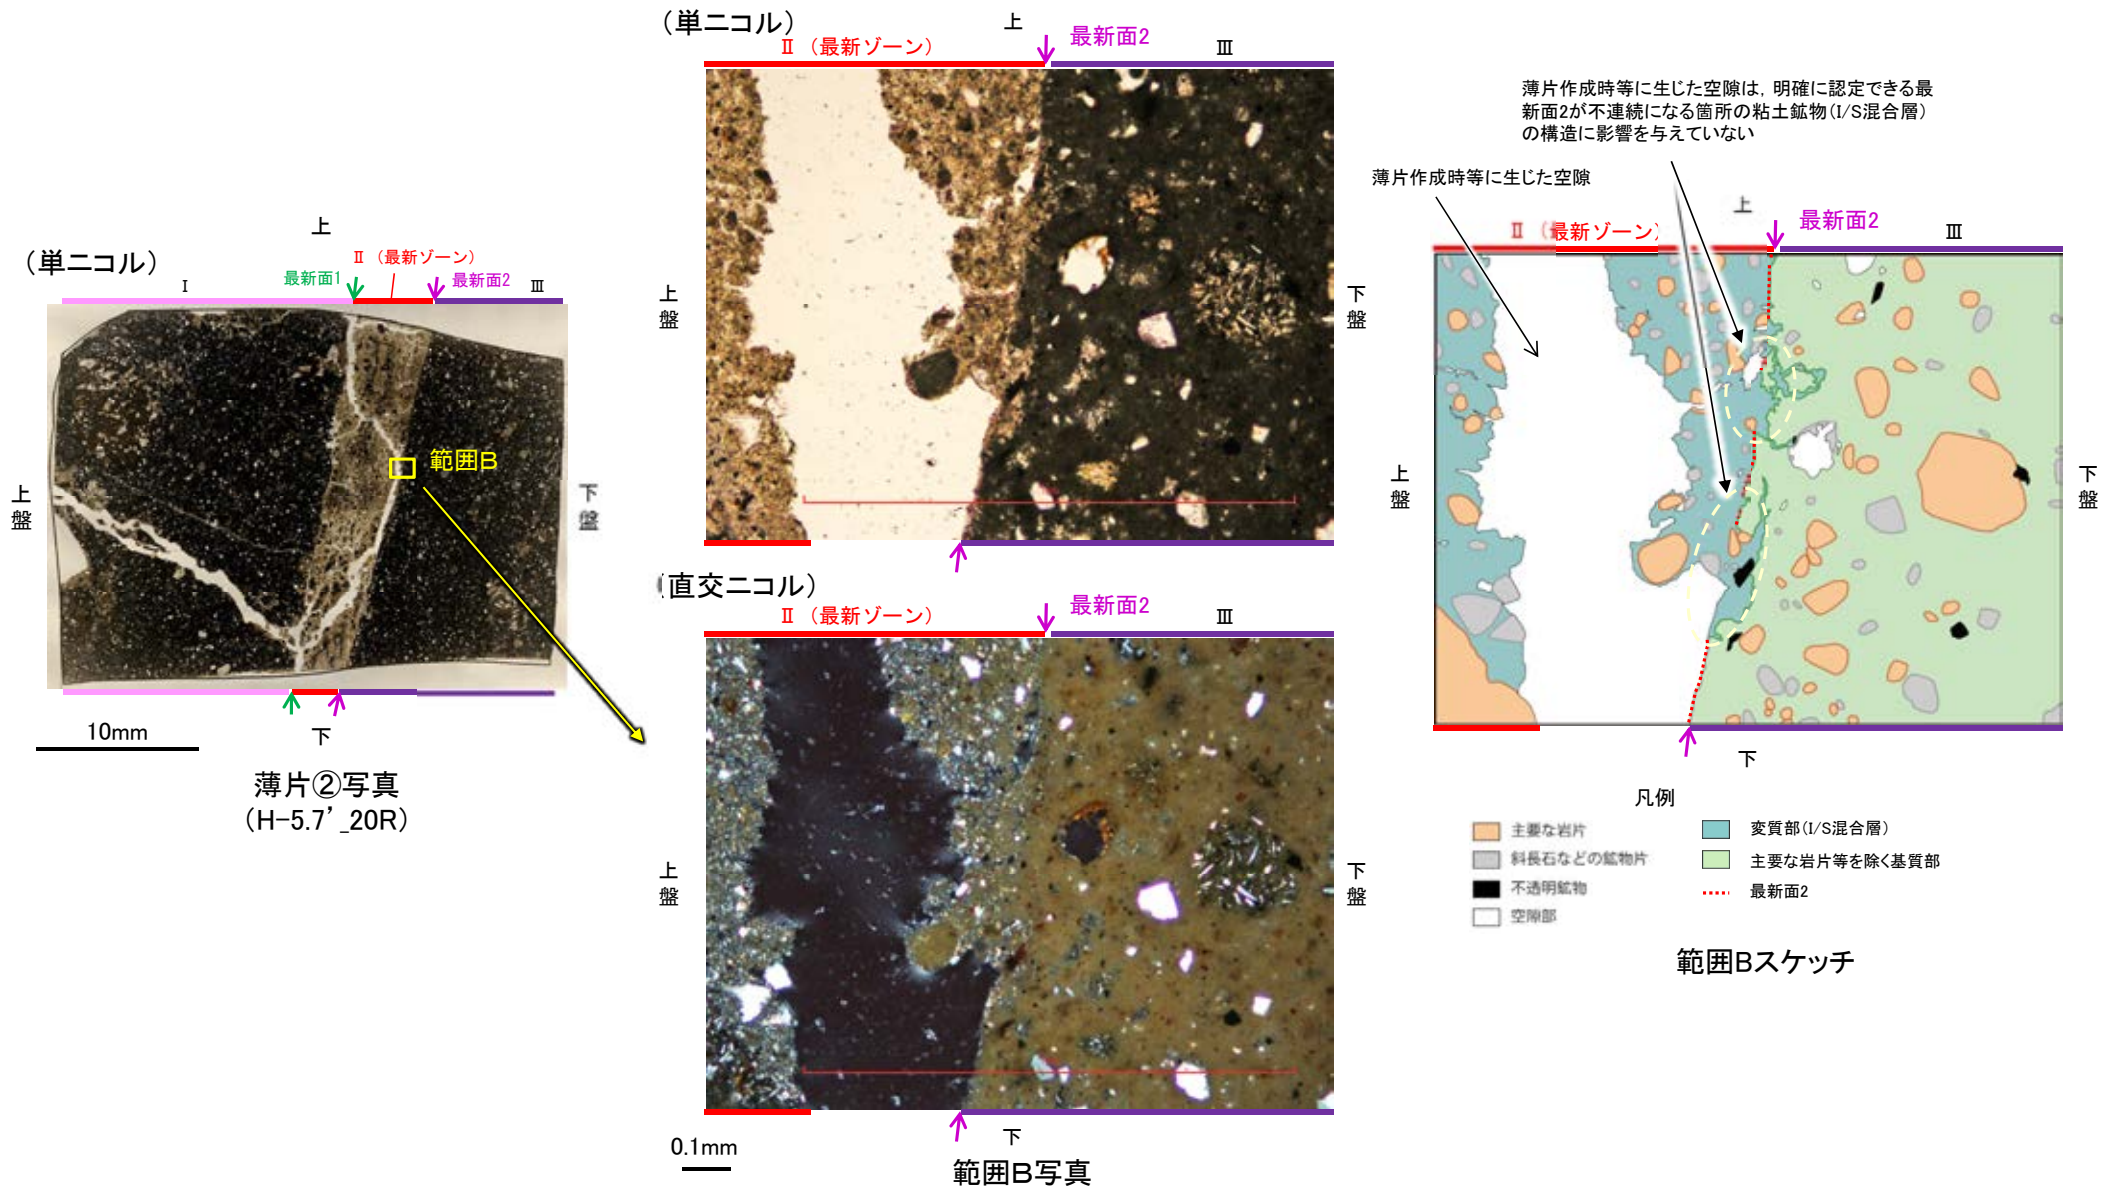 (単ニコル)
上
Ⅱ (最新ゾーン)
最新面1
最新面2
Ⅰ
Ⅲ
上盤
下盤
範囲B
下
10mm
薄片②写真
(H-5.7’_20R)
(単ニコル)
上
最新面2
Ⅱ (最新ゾーン)
Ⅲ
上盤
下盤
(直交ニコル)
最新面2
Ⅱ (最新ゾーン)
Ⅲ
上盤
下盤
下
0.1mm
範囲B写真
薄片作成時等に生じた空隙は，明確に認定できる最
新面2が不連続になる箇所の粘土鉱物(I/S混合層)
の構造に影響を与えていない
薄片作成時等に生じた空隙
上
最新面2
Ⅱ (最新ゾーン)
Ⅲ
上盤
下盤
下
凡例
主要な岩片
斜長石などの鉱物片
不透明鉱物
空隙部
変質部(I/S混合層)
主要な岩片等を除く基質部
最新面2
範囲Bスケッチ